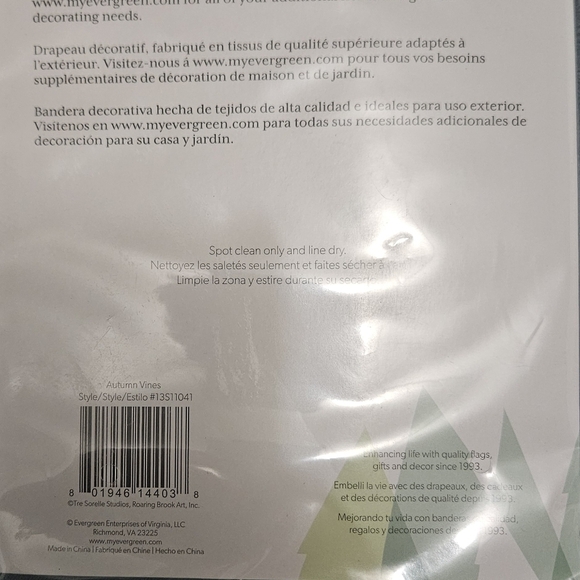 www.myevergreen.com for all of your
decorating needs.
Drapeau décoratif, fabriqué en tissus de qualité supérieure adaptés à
l'extérieur. Visitez-nous á www.myevergreen.com pour tous vos besoins
supplémentaires de décoration de maison et de jardin.
Bandera decorativa hecha de tejidos de alta calidad e ideales para uso exterior.
Visítenos en www.myevergreen.com para todas sus necesidades adicionales de
decoración para su casa y jardín.
Spot clean only and line dry.
Nettoyez les saletés seulement et faites sécher à
Limpie la zona y estire durante su
Autumn Vines
Style/Style/Estilo #13S11041
8 01946 14403 8
©Tre Sorelle Studios, Roaring Brook Art, Inc.
© Evergreen Enterprises of Virginia, LLC
Richmond, VA 23225
www.myevergreen.com
Made in China | Fabriqué en Chine | Hecho en China
Enhancing life with quality flags,
gifts and decor since 1993.
Embelli la vie avec des drapeaux, des
et des décorations de qualité 1993.
Mejorando tu vida con
regalos y decoraciones 1993.